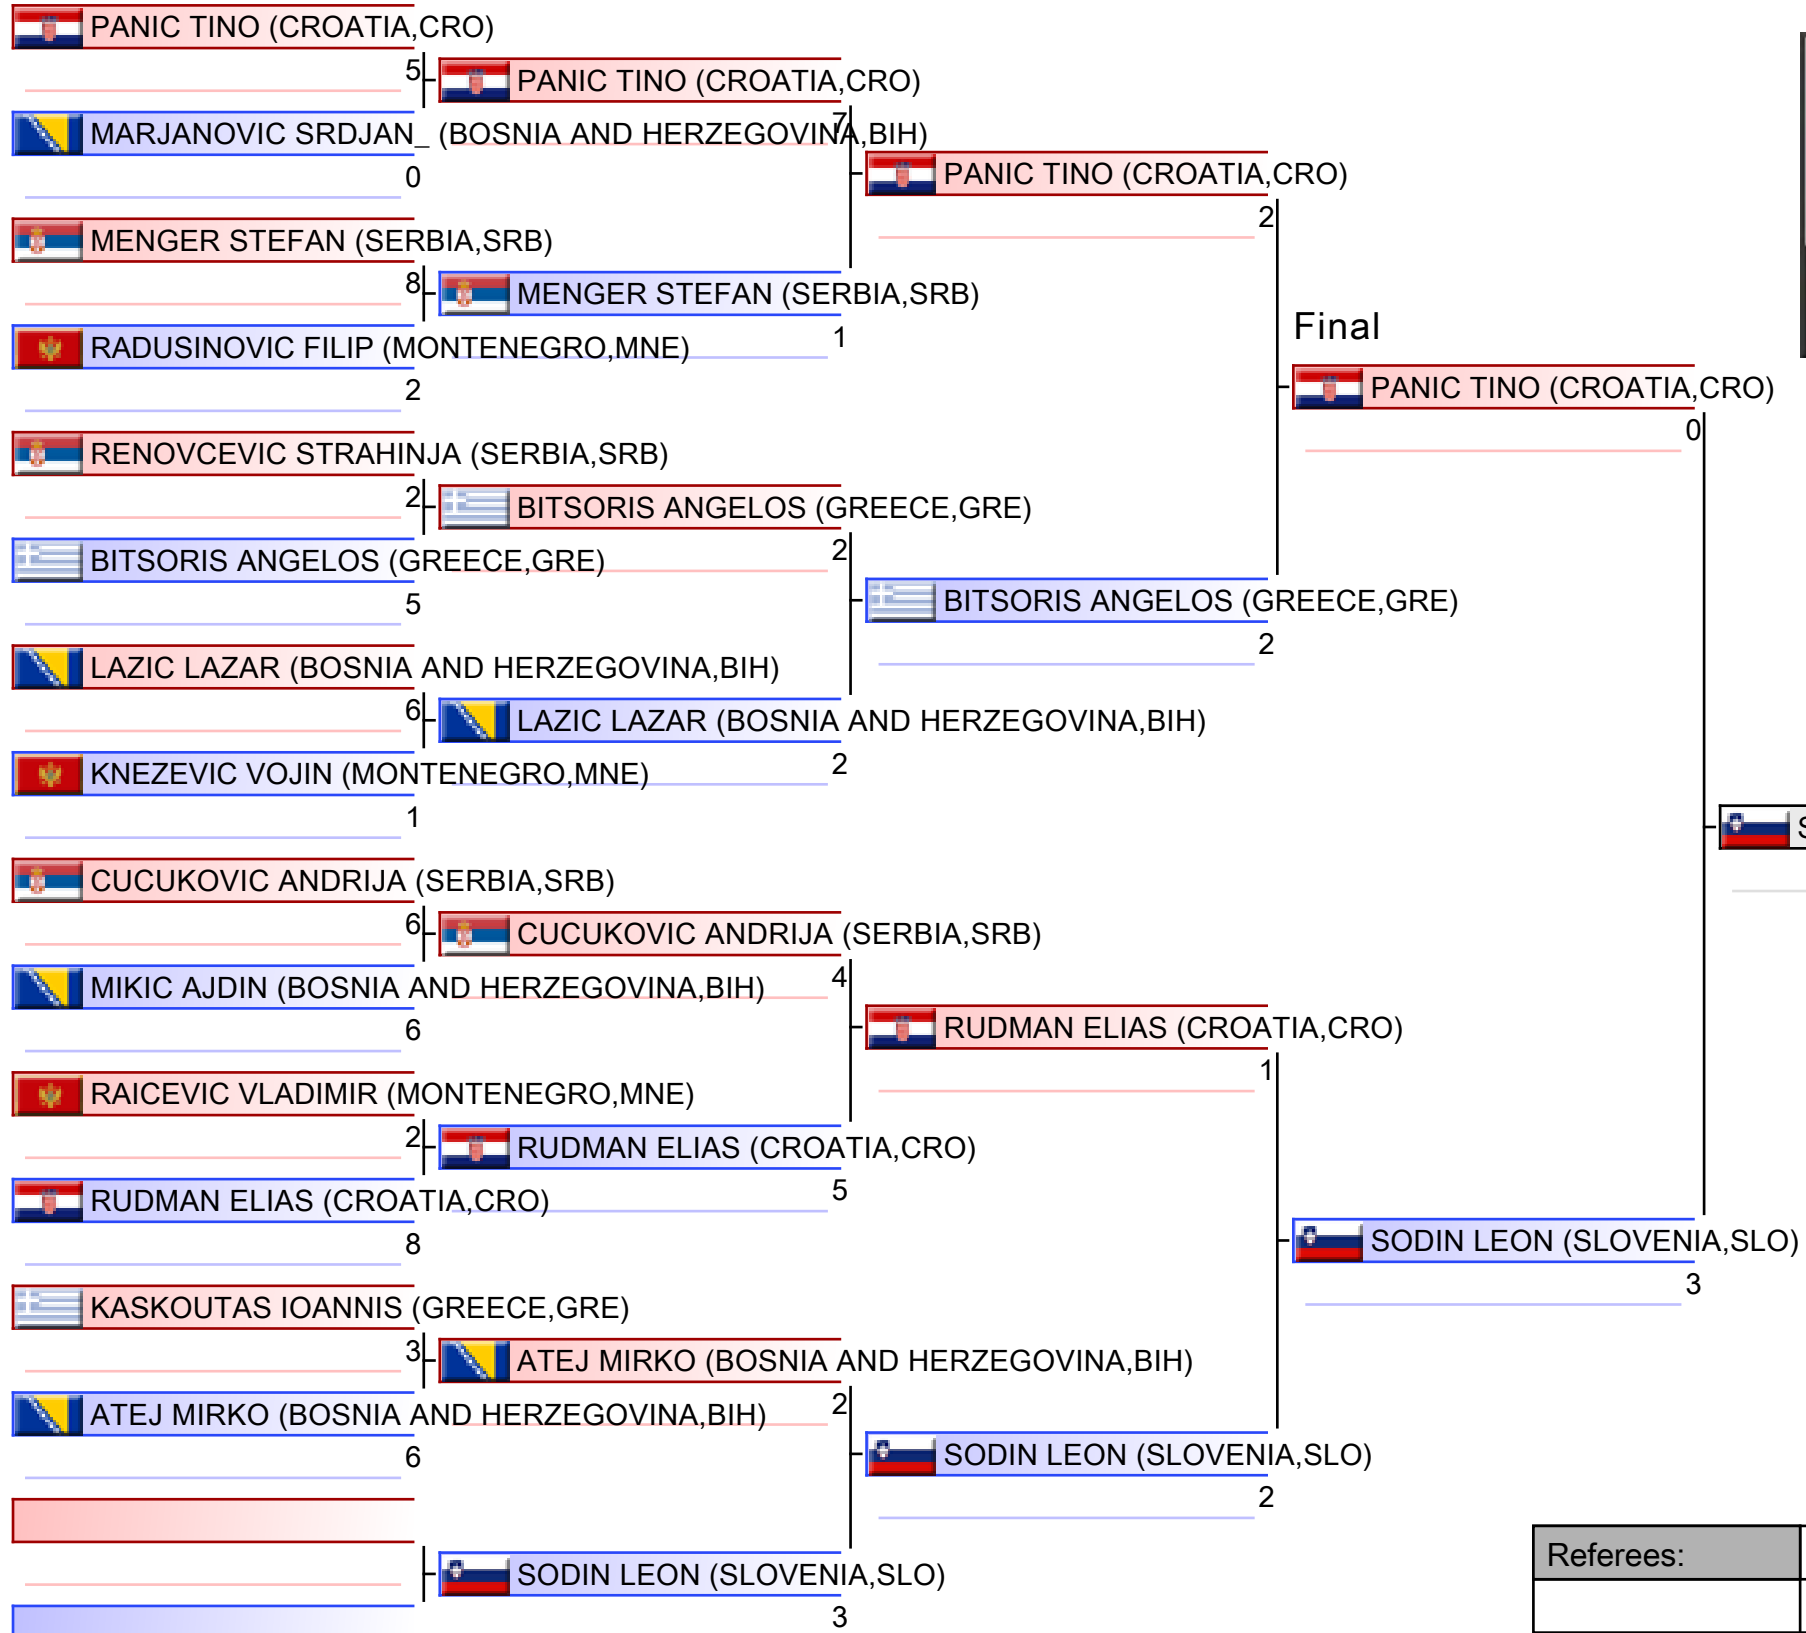 PANIC TINO (CROATIA,CRO)
5
PANIC TINO (CROATIA,CRO)
7
MARJANOVIC SRDJAN_ (BOSNIA AND HERZEGOVINA,BIH)
0
PANIC TINO (CROATIA,CRO)
2
MENGER STEFAN (SERBIA,SRB)
8
MENGER STEFAN (SERBIA,SRB)
1
RADUSINOVIC FILIP (MONTENEGRO,MNE)
2
Final
PANIC TINO (CROATIA,CRO)
0
RENOVCEVIC STRAHINJA (SERBIA,SRB)
2
BITSORIS ANGELOS (GREECE,GRE)
2
BITSORIS ANGELOS (GREECE,GRE)
5
BITSORIS ANGELOS (GREECE,GRE)
2
LAZIC LAZAR (BOSNIA AND HERZEGOVINA,BIH)
6
LAZIC LAZAR (BOSNIA AND HERZEGOVINA,BIH)
2
KNEZEVIC VOJIN (MONTENEGRO,MNE)
1
S
CUCUKOVIC ANDRIJA (SERBIA,SRB)
6
CUCUKOVIC ANDRIJA (SERBIA,SRB)
4
MIKIC AJDIN (BOSNIA AND HERZEGOVINA,BIH)
6
RUDMAN ELIAS (CROATIA,CRO)
1
RAICEVIC VLADIMIR (MONTENEGRO,MNE)
2
RUDMAN ELIAS (CROATIA,CRO)
5
RUDMAN ELIAS (CROATIA,CRO)
8
SODIN LEON (SLOVENIA,SLO)
3
KASKOUTAS IOANNIS (GREECE,GRE)
3
ATEJ MIRKO (BOSNIA AND HERZEGOVINA,BIH)
2
ATEJ MIRKO (BOSNIA AND HERZEGOVINA,BIH)
6
SODIN LEON (SLOVENIA,SLO)
2
SODIN LEON (SLOVENIA,SLO)
3
Referees: